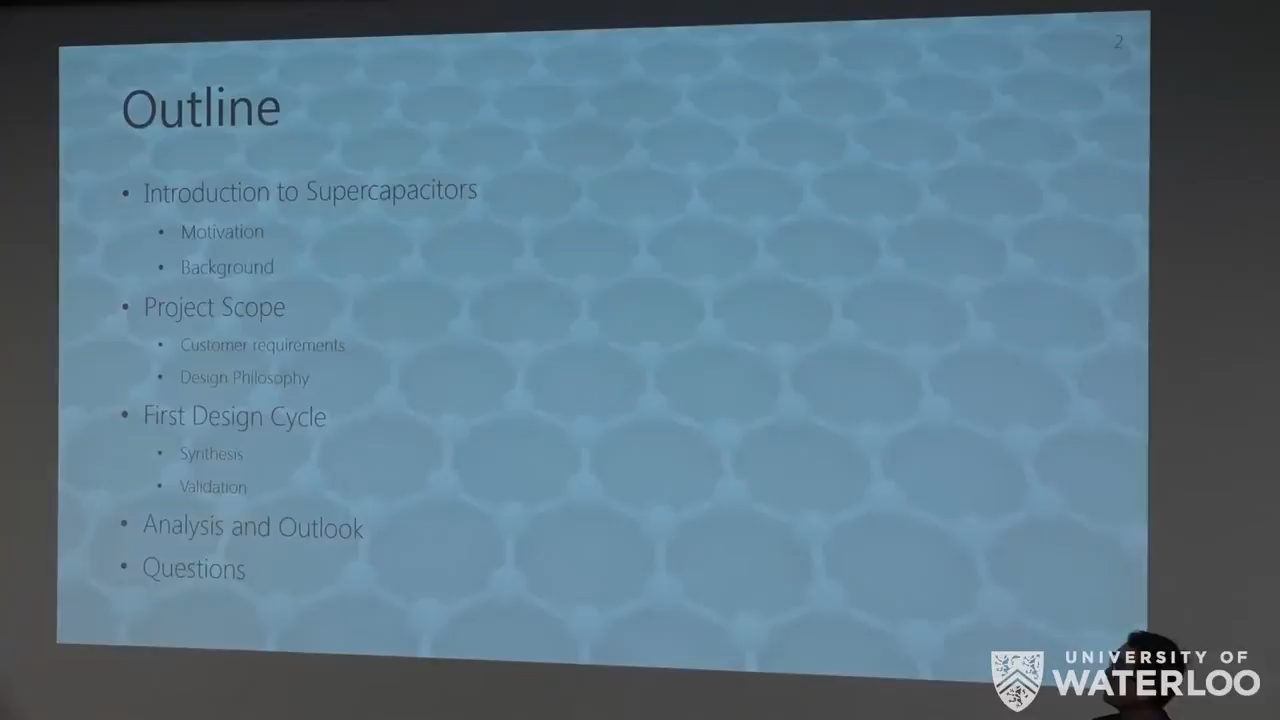 2
Outline
• Introduction to Supercapacitors
• Motivation
• Background
• Project Scope
• Customer requirements
• Design Philosophy
• First Design Cycle
• Synthesis
• Validation
• Analysis and Outlook
• Questions
UNIVERSITY OF
WATERLOO